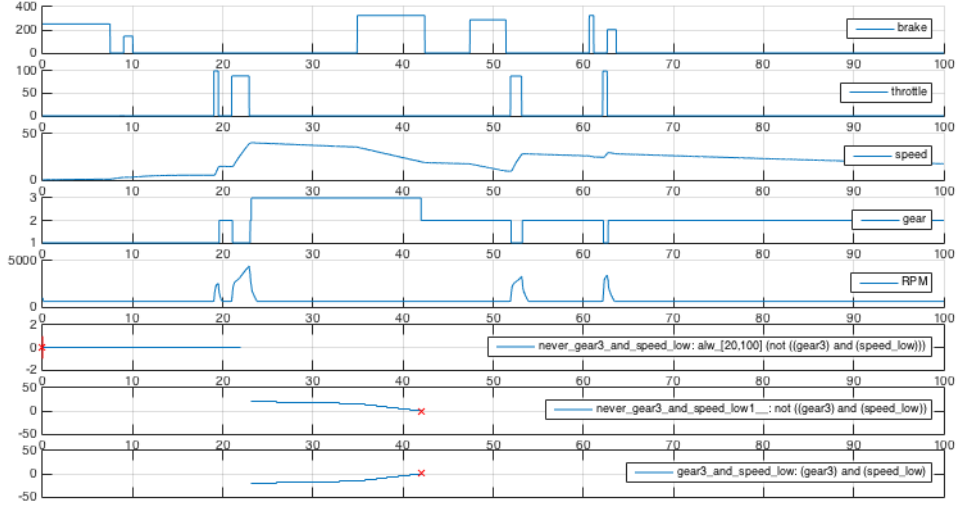 400
200
0
brake
0 10 20 30 40 50 60 70 80 90 100
100
50
0
throttle
0 10 20 30 40 50 60 70 80 90 100
50
0
speed
0 10 20 30 40 50 60 70 80 90 100
3
2
1
gear
0 10 20 30 40 50 60 70 80 90 100
5000
0
RPM
0 10 20 30 40 50 60 70 80 90 100
2
0
-2
never_gear3_and_speed_low: alw_[20,100] (not ((gear3) and (speed_low)))
0 10 20 30 40 50 60 70 80 90 100
50
0
-50
never_gear3_and_speed_low1__: not ((gear3) and (speed_low))
0 10 20 30 40 50 60 70 80 90 100
50
0
-50
gear3_and_speed_low: (gear3) and (speed_low)
0 10 20 30 40 50 60 70 80 90 100